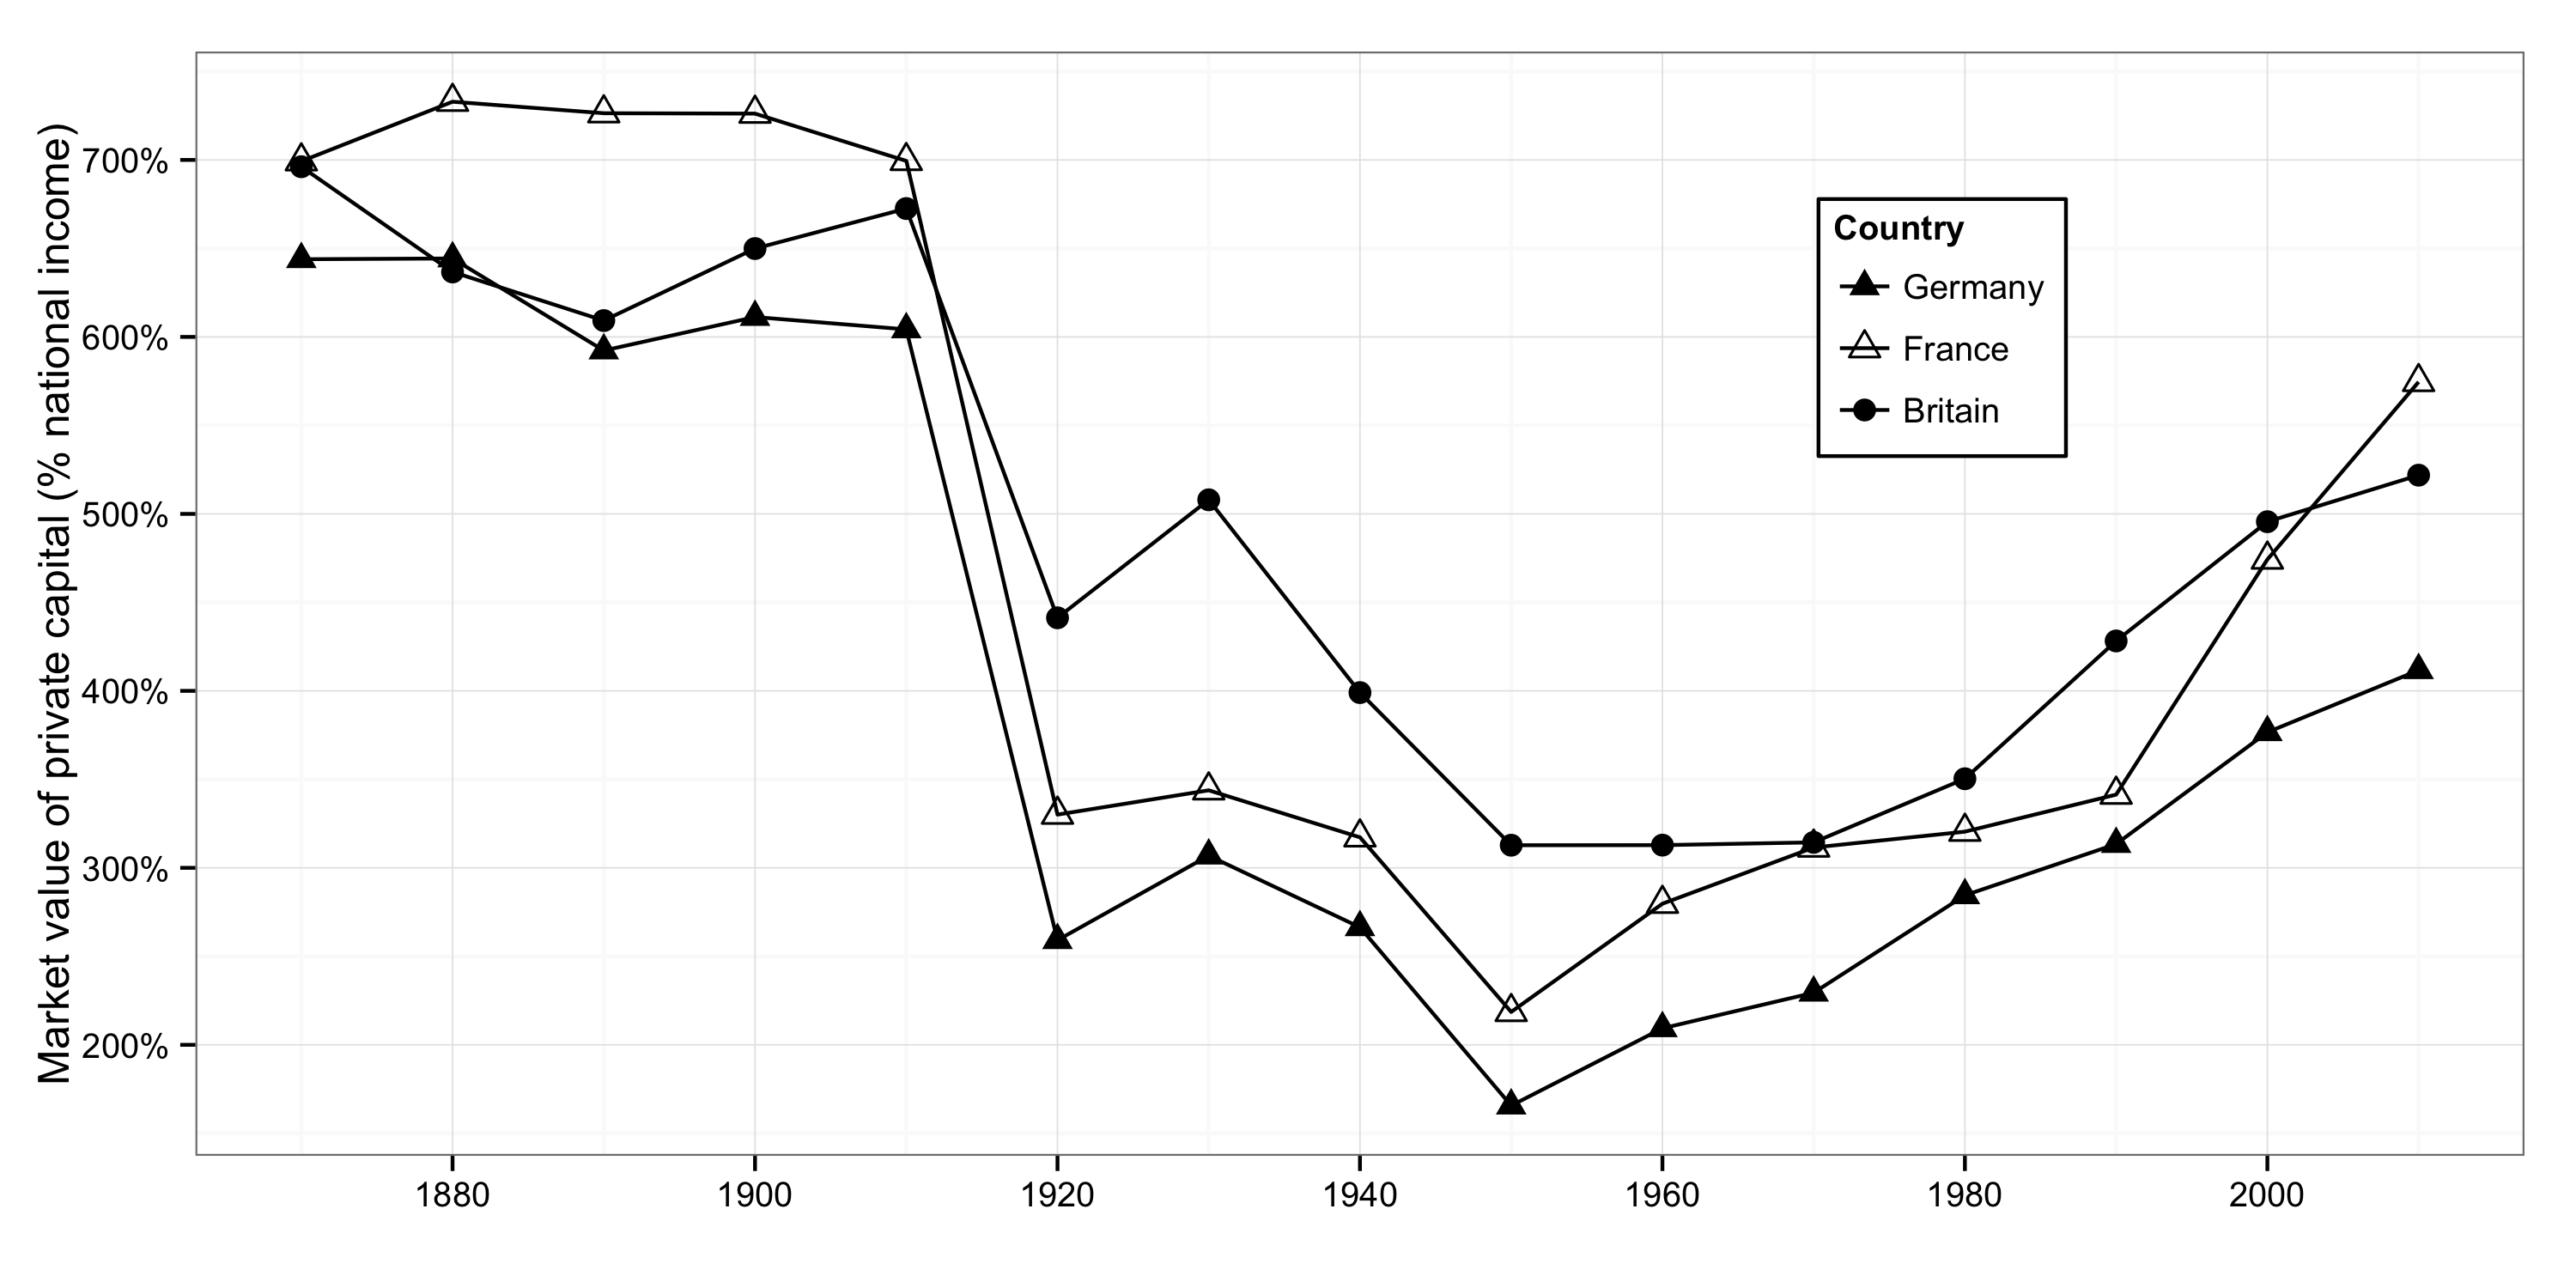 Market value of private capital (% national income)
700%
600%
500%
400%
300%
200%
Country
Germany
France
Britain
1880
1900
1920
1940
1960
1980
2000